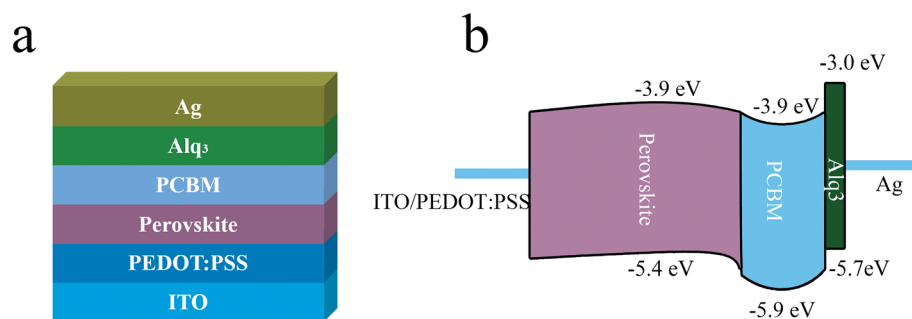 a
Ag
Alq₃
PCBM
Perovskite
PEDOT:PSS
ITO
b
-3.0 eV
-3.9 eV
-3.9 eV
Perovskite
PCBM
Alq3
ITO/PEDOT:PSS
Ag
-5.4 eV
-5.7eV
-5.9 eV